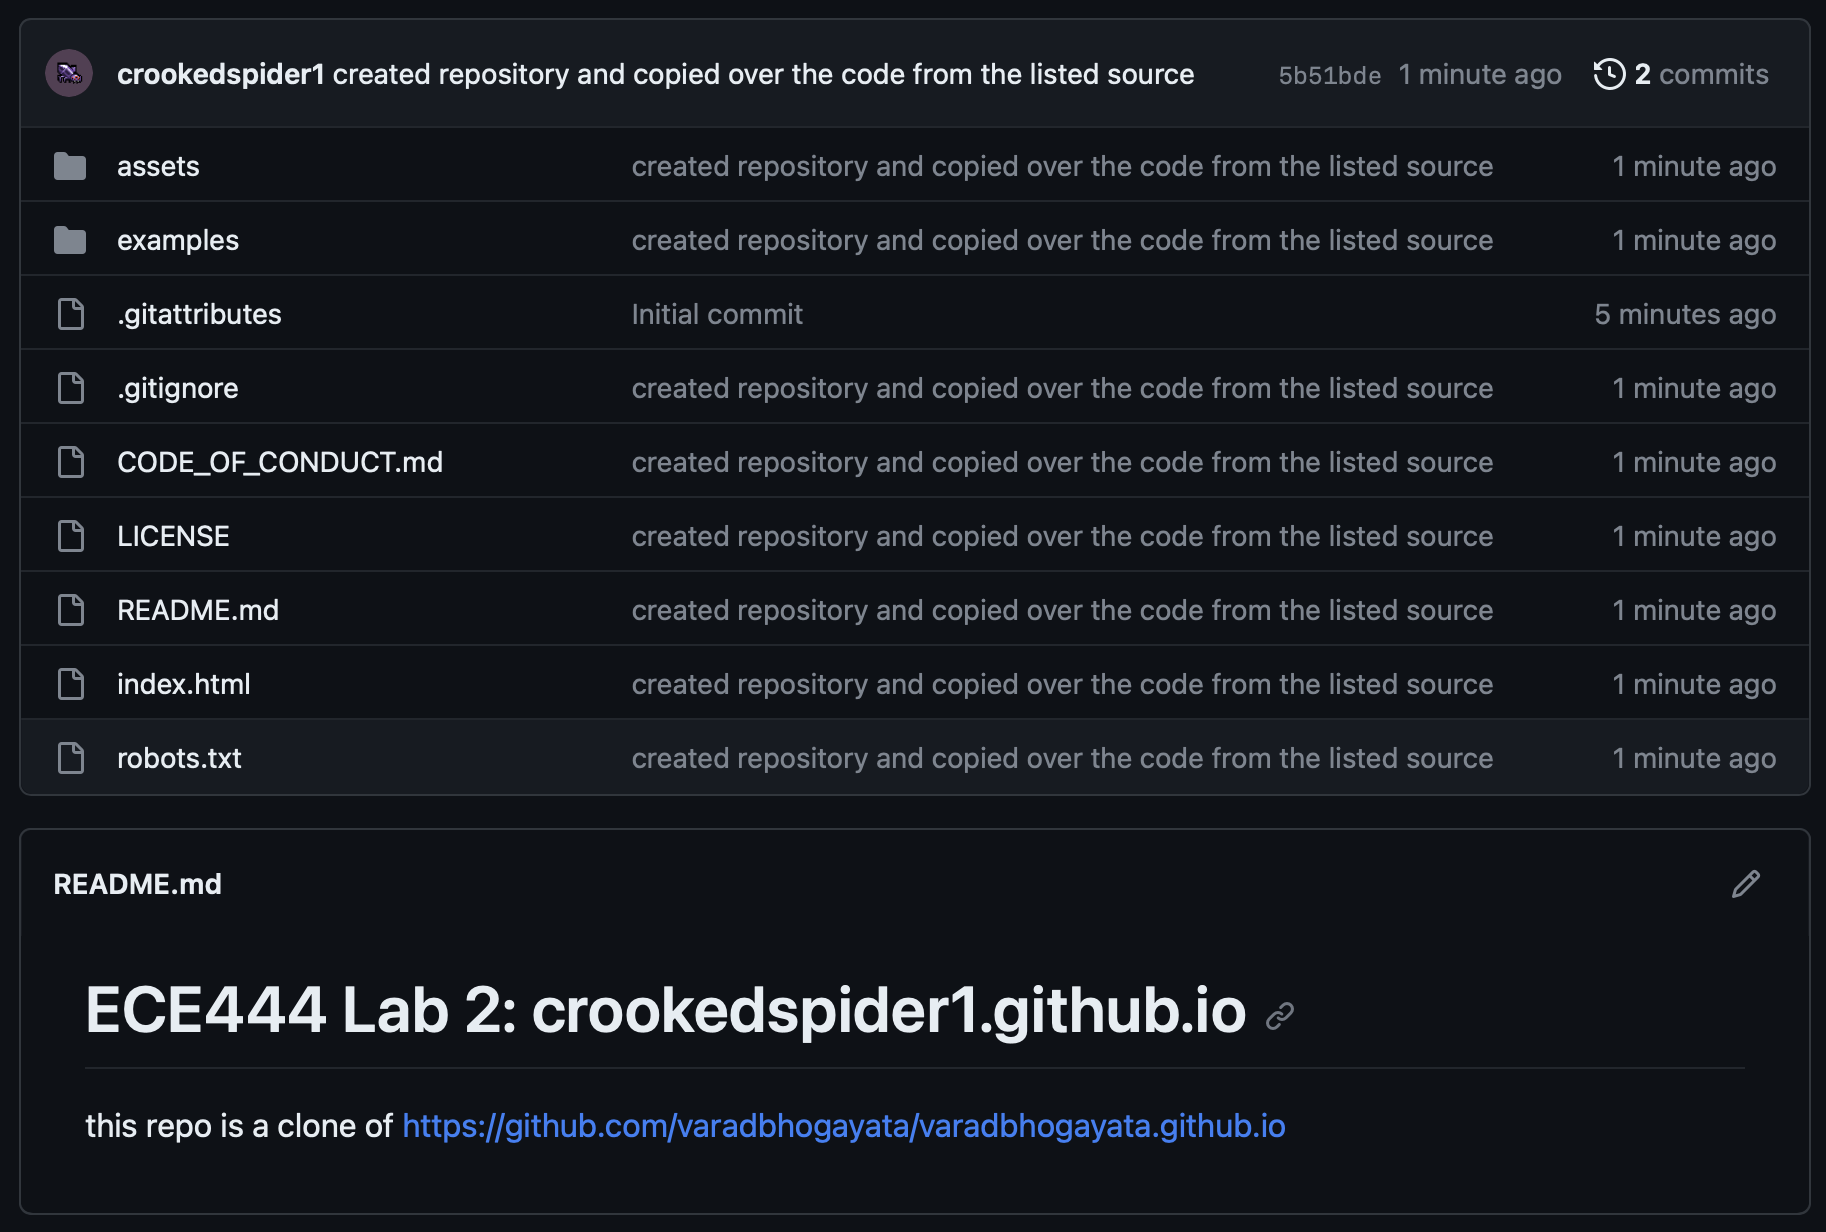 crookedspider1 created repository and copied over the code from the listed source 5b51bde 1 minute ago 2 commits
assets created repository and copied over the code from the listed source 1 minute ago
examples created repository and copied over the code from the listed source 1 minute ago
.gitattributes Initial commit 5 minutes ago
.gitignore created repository and copied over the code from the listed source 1 minute ago
CODE_OF_CONDUCT.md created repository and copied over the code from the listed source 1 minute ago
LICENSE created repository and copied over the code from the listed source 1 minute ago
README.md created repository and copied over the code from the listed source 1 minute ago
index.html created repository and copied over the code from the listed source 1 minute ago
robots.txt created repository and copied over the code from the listed source 1 minute ago
README.md
ECE444 Lab 2: crookedspider1.github.io
this repo is a clone of https://github.com/varadbhogayata/varadbhogayata.github.io